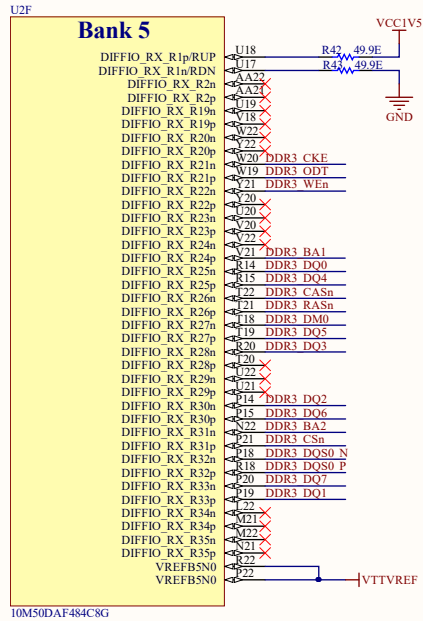 U2F
Bank 5
VCC1V5
DIFFIO_RX_R1p/RUP U18 R42 49.9E
DIFFIO_RX_R1n/RDN U17 R43 49.9E
DIFFIO_RX_R2n AA22
DIFFIO_RX_R2p AA21
GND
DIFFIO_RX_R19n U19
DIFFIO_RX_R19p V18
DIFFIO_RX_R20n W22
DIFFIO_RX_R20p Y22
DIFFIO_RX_R21n W20 DDR3_CKE
DIFFIO_RX_R21p W19 DDR3_ODT
DIFFIO_RX_R22n Y21 DDR3_WEn
DIFFIO_RX_R22p Y20
DIFFIO_RX_R23n U20
DIFFIO_RX_R23p V20
DIFFIO_RX_R24n V22
DIFFIO_RX_R24p V21 DDR3_BA1
DIFFIO_RX_R25n R14 DDR3_DQ0
DIFFIO_RX_R25p R15 DDR3_DQ4
DIFFIO_RX_R26n T22 DDR3_CASn
DIFFIO_RX_R26p T21 DDR3_RASn
DIFFIO_RX_R27n T18 DDR3_DM0
DIFFIO_RX_R27p T19 DDR3_DQ5
DIFFIO_RX_R28n R20 DDR3_DQ3
DIFFIO_RX_R28p T20
DIFFIO_RX_R29n U22
DIFFIO_RX_R29p U21
DIFFIO_RX_R30n P14 DDR3_DQ2
DIFFIO_RX_R30p P15 DDR3_DQ6
DIFFIO_RX_R31n N22 DDR3_BA2
DIFFIO_RX_R31p P21 DDR3_CSn
DIFFIO_RX_R32n P18 DDR3_DQS0_N
DIFFIO_RX_R32p R18 DDR3_DQS0_P
DIFFIO_RX_R33n P20 DDR3_DQ7
DIFFIO_RX_R33p P19 DDR3_DQ1
DIFFIO_RX_R34n L22
DIFFIO_RX_R34p M21
DIFFIO_RX_R35n M22
DIFFIO_RX_R35p N21
VREFB5N0 R22
VREFB5N0 P22 VTTVREF
10M50DAF484C8G